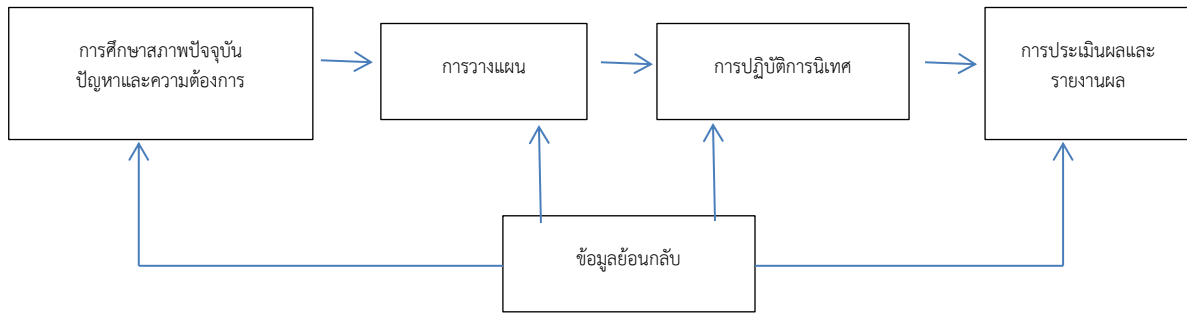 การศึกษาสภาพปัจจุบัน
ปัญหาและความต้องการ
การวางแผน
การปฏิบัติการนิเทศ
การประเมินผลและ
รายงานผล
ข้อมูลย้อนกลับ